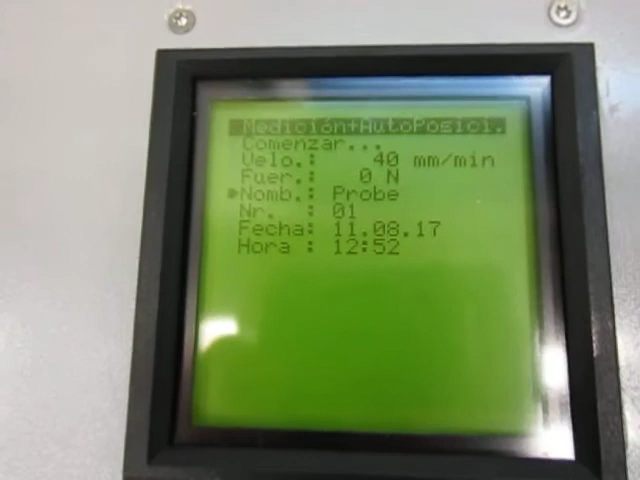 Medición+AutoPosici.
Comenzar...
Velo.: 40 mm/min
Fuer.: 0 N
▶Nomb.: Probe
Nr. : 01
Fecha: 11.08.17
Hora : 12:52